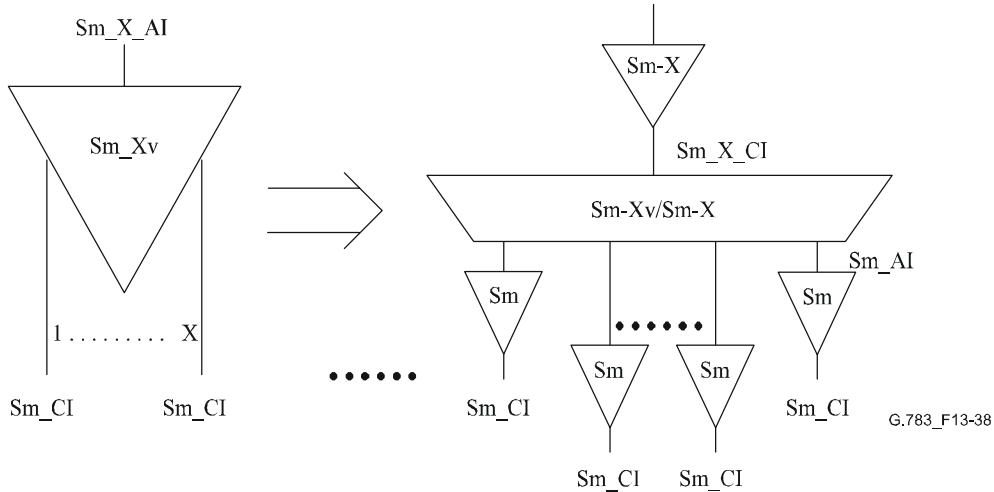 Sm_X_AI
Sm_Xv
1 . . . . . . . . . X
Sm_CI
Sm_CI
Sm-X
Sm_X_CI
Sm-Xv/Sm-X
Sm_AI
Sm
Sm
Sm
Sm
Sm_CI
Sm_CI
Sm_CI
Sm_CI
G.783_F13-38